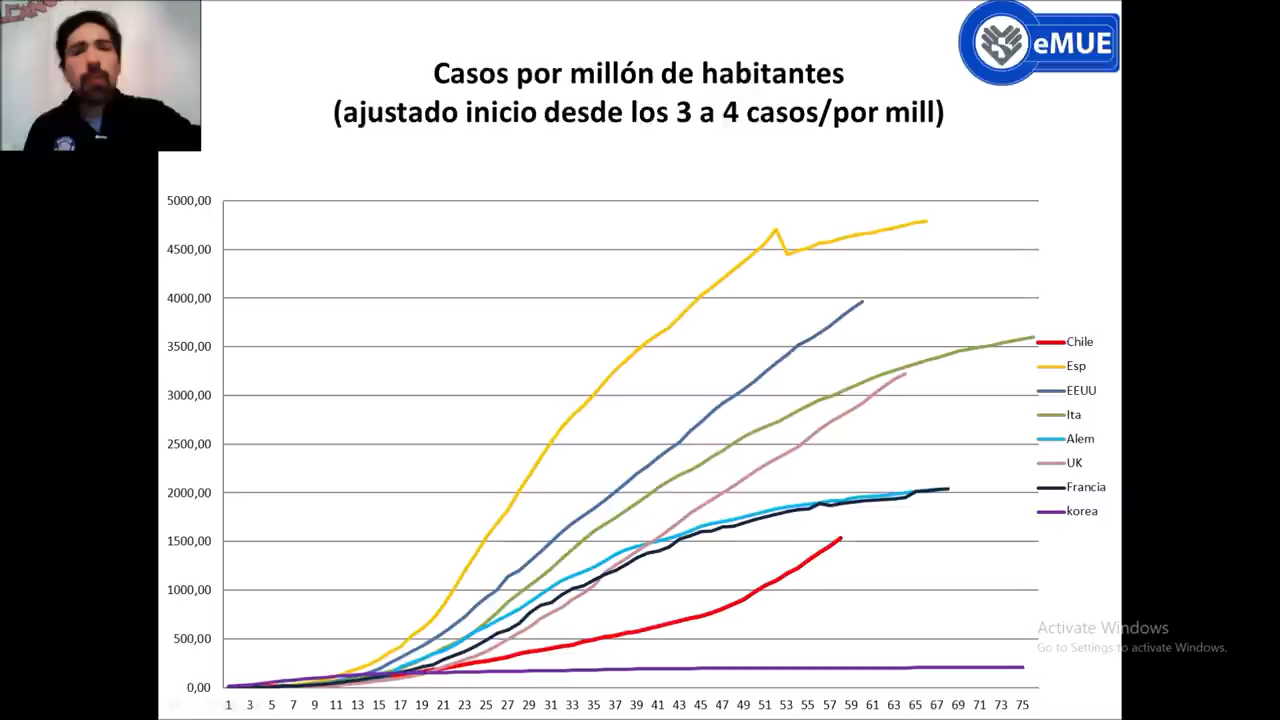 eMUE
Casos por millón de habitantes
(ajustado inicio desde los 3 a 4 casos/por mill)
5000,00
4500,00
4000,00
3500,00
3000,00
2500,00
2000,00
1500,00
1000,00
500,00
0,00
1 3 5 7 9 11 13 15 17 19 21 23 25 27 29 31 33 35 37 39 41 43 45 47 49 51 53 55 57 59 61 63 65 67 69 71 73 75
Chile
Esp
EEUU
Ita
Alem
UK
Francia
korea
Activate Windows
Go to Settings to activate Windows.